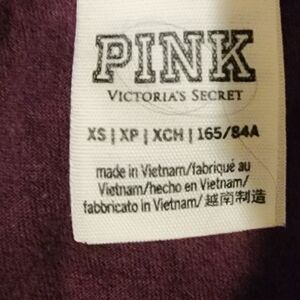 PINK
VICTORIA'S SECRET
XS | XP | XCH | 165/84A
made in Vietnam/fabriqué au
Vietnam/hecho en Vietnam/
fabbricato in Vietnam/越南制造